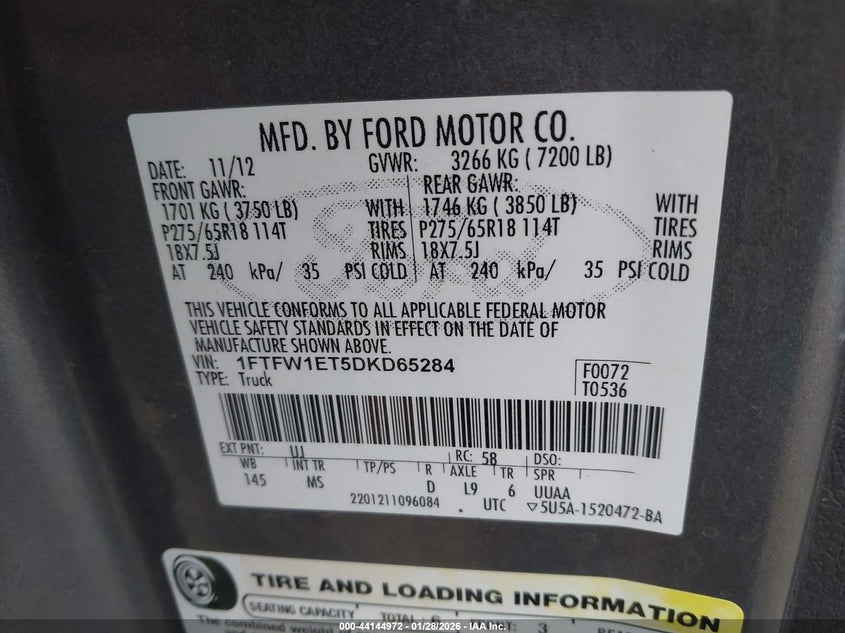 MFD. BY FORD MOTOR CO.
DATE: 11/12 GVWR: 3266 KG ( 7200 LB)
FRONT GAWR: REAR GAWR:
1701 KG ( 3750 LB) WITH 1746 KG ( 3850 LB) WITH
P275/65R18 114T TIRES P275/65R18 114T TIRES
18X7.5J RIMS 18X7.5J RIMS
AT 240 kPa/ 35 PSI COLD AT 240 kPa/ 35 PSI COLD
THIS VEHICLE CONFORMS TO ALL APPLICABLE FEDERAL MOTOR
VEHICLE SAFETY STANDARDS IN EFFECT ON THE DATE OF
MANUFACTURE SHOWN ABOVE.
VIN: 1FTFW1ET5DKD65284 F0072
TYPE: Truck T0536
EXT PNT: UJ RC: 58 DSO:
WB INT TR TP/PS R AXLE TR SPR
145 MS D L9 6 UUAA
2201211096084 . UTC ▽5U5A-1520472-BA
TIRE AND LOADING INFORMATION
SEATING CAPACITY TOTAL: 6 3
The combined weight
000-44144972 - 01/28/2026 - IAA, Inc.